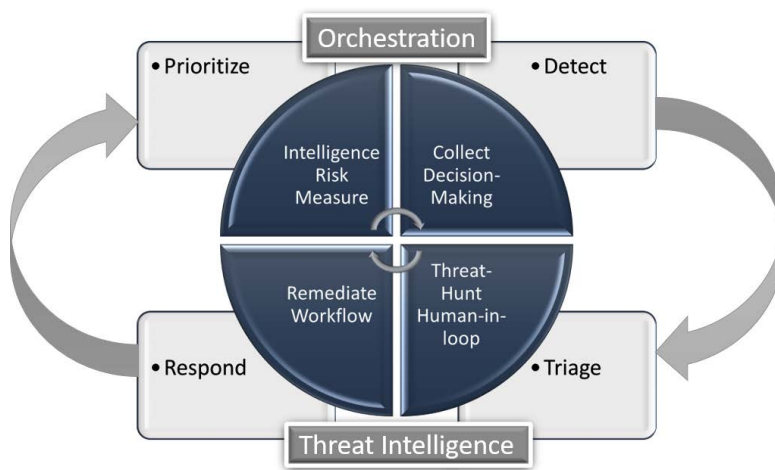 Orchestration
• Prioritize
• Detect
Intelligence
Risk
Measure
Collect
Decision-
Making
Remediate
Workflow
Threat-
Hunt
Human-in-
loop
• Respond
• Triage
Threat Intelligence